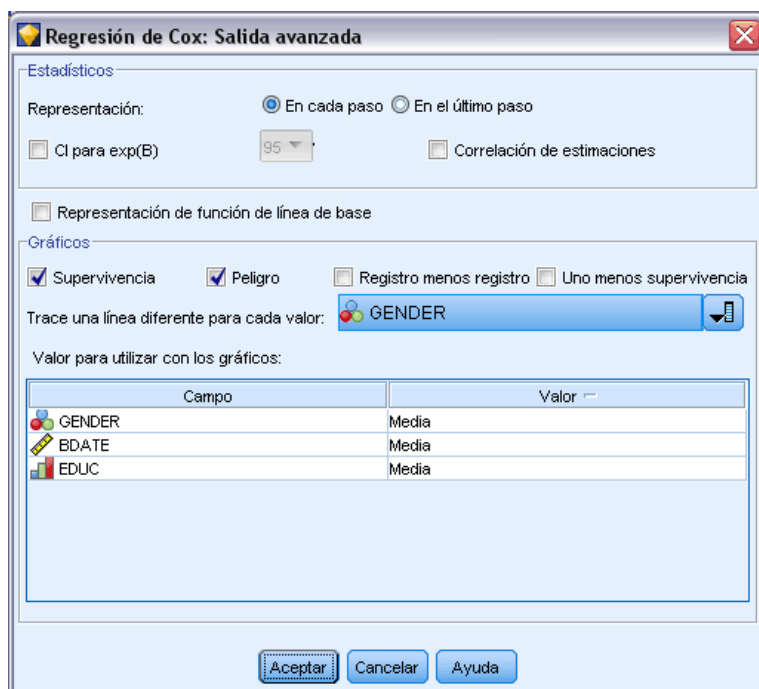 Regresión de Cox: Salida avanzada
Estadísticos
Representación: En cada paso En el último paso
CI para exp(B) 95 Correlación de estimaciones
Representación de función de línea de base
Gráficos
Supervivencia Peligro Registro menos registro Uno menos supervivencia
Trace una línea diferente para cada valor: GENDER
Valor para utilizar con los gráficos:
Campo Valor
GENDER Media
BDATE Media
EDUC Media
Aceptar Cancelar Ayuda